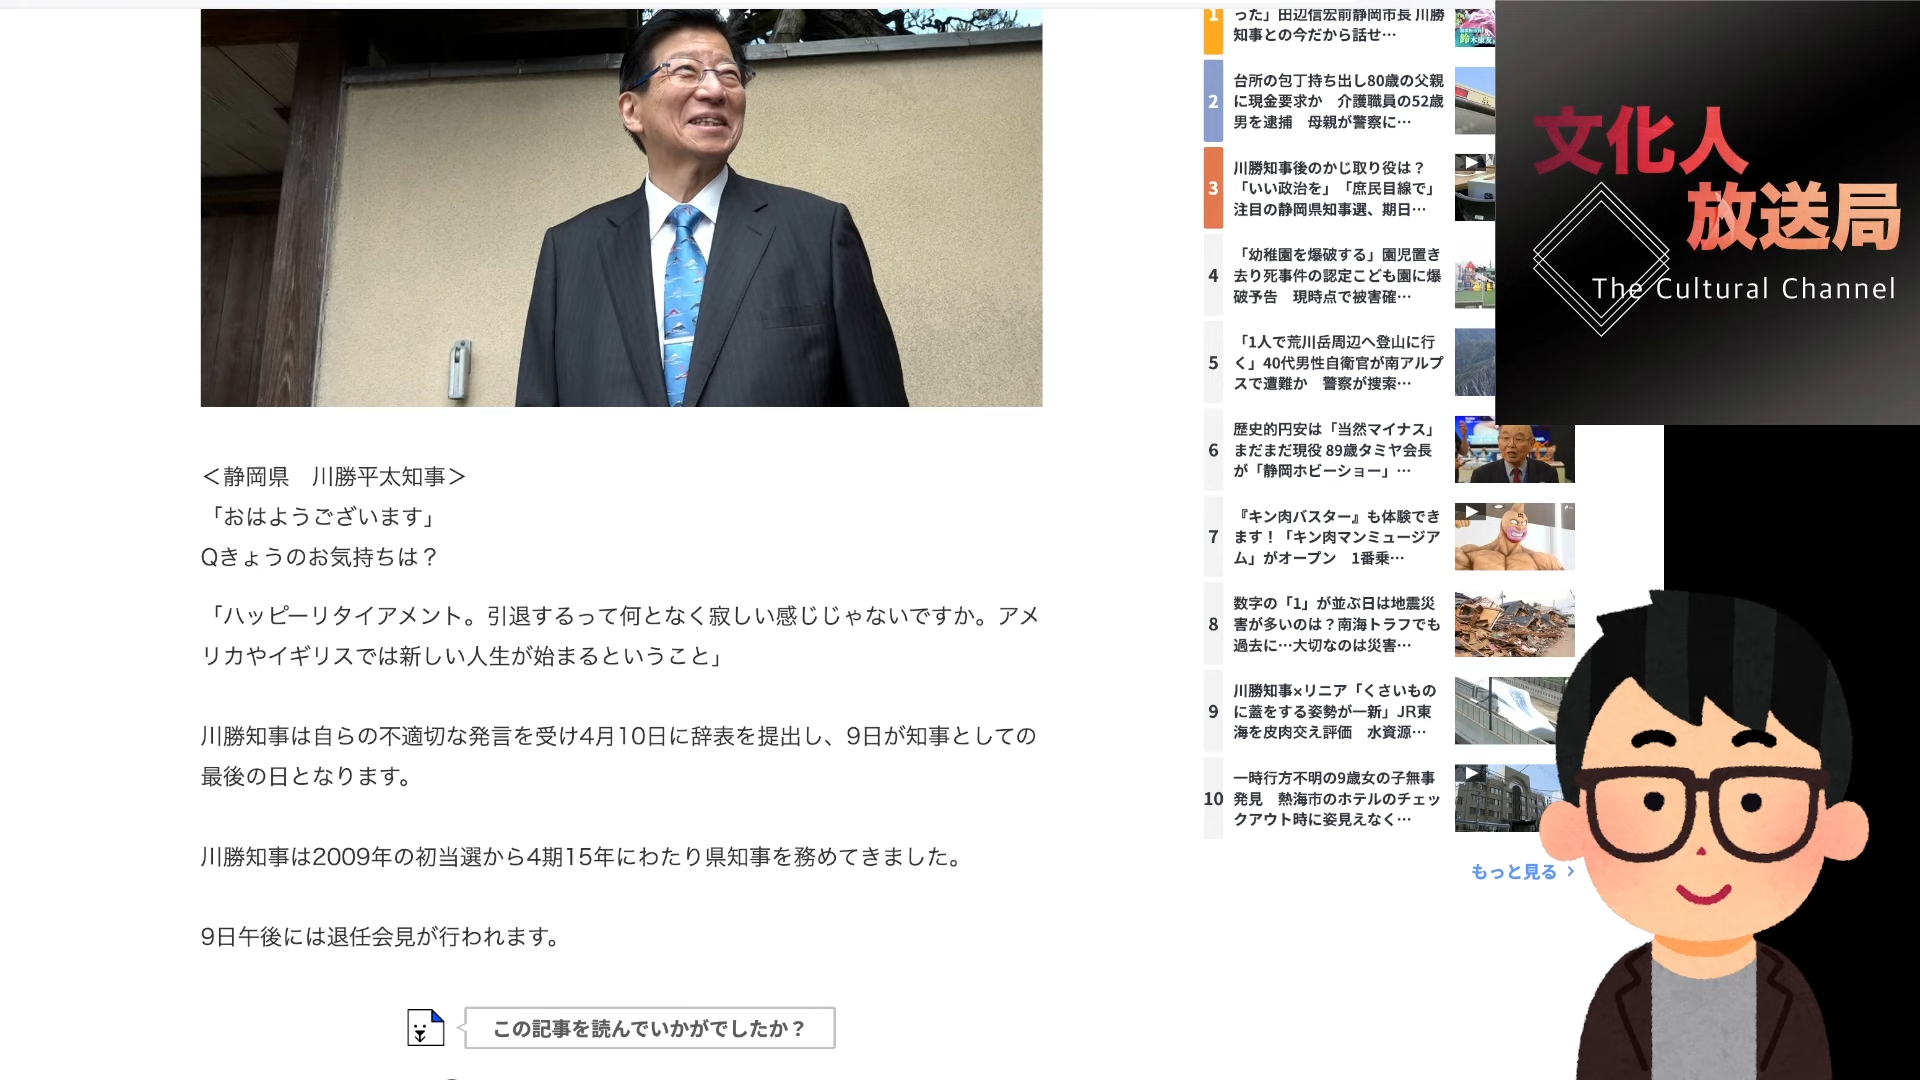 ＜静岡県　川勝平太知事＞
「おはようございます」
Qきょうのお気持ちは？
「ハッピーリタイアメント。引退するって何となく寂しい感じじゃないですか。アメ
リカやイギリスでは新しい人生が始まるということ」
川勝知事は自らの不適切な発言を受け4月10日に辞表を提出し、9日が知事としての
最後の日となります。
川勝知事は2009年の初当選から4期15年にわたり県知事を務めてきました。
9日午後には退任会見が行われます。
この記事を読んでいかがでしたか？
1
った」田辺信宏前静岡市長 川勝
知事との今だから話せ…
2
台所の包丁持ち出し80歳の父親
に現金要求か　介護職員の52歳
男を逮捕　母親が警察に…
3
川勝知事後のかじ取り役は？
「いい政治を」「庶民目線で」
注目の静岡県知事選、期日…
4
「幼稚園を爆破する」園児置き
去り死事件の認定こども園に爆
破予告　現時点で被害確…
5
「1人で荒川岳周辺へ登山に行
く」40代男性自衛官が南アルプ
スで遭難か　警察が捜索…
6
歴史的円安は「当然マイナス」
まだまだ現役 89歳タミヤ会長
が「静岡ホビーショー」…
7
『キン肉バスター』も体験でき
ます！「キン肉マンミュージア
ム」がオープン　1番乗…
8
数字の「1」が並ぶ日は地震災
害が多いのは？南海トラフでも
過去に…大切なのは災害…
9
川勝知事×リニア「くさいもの
に蓋をする姿勢が一新」JR東
海を皮肉交え評価　水資源…
10
一時行方不明の9歳女の子無事
発見　熱海市のホテルのチェッ
クアウト時に姿見えなく…
もっと見る
文化人
放送局
The Cultural Channel